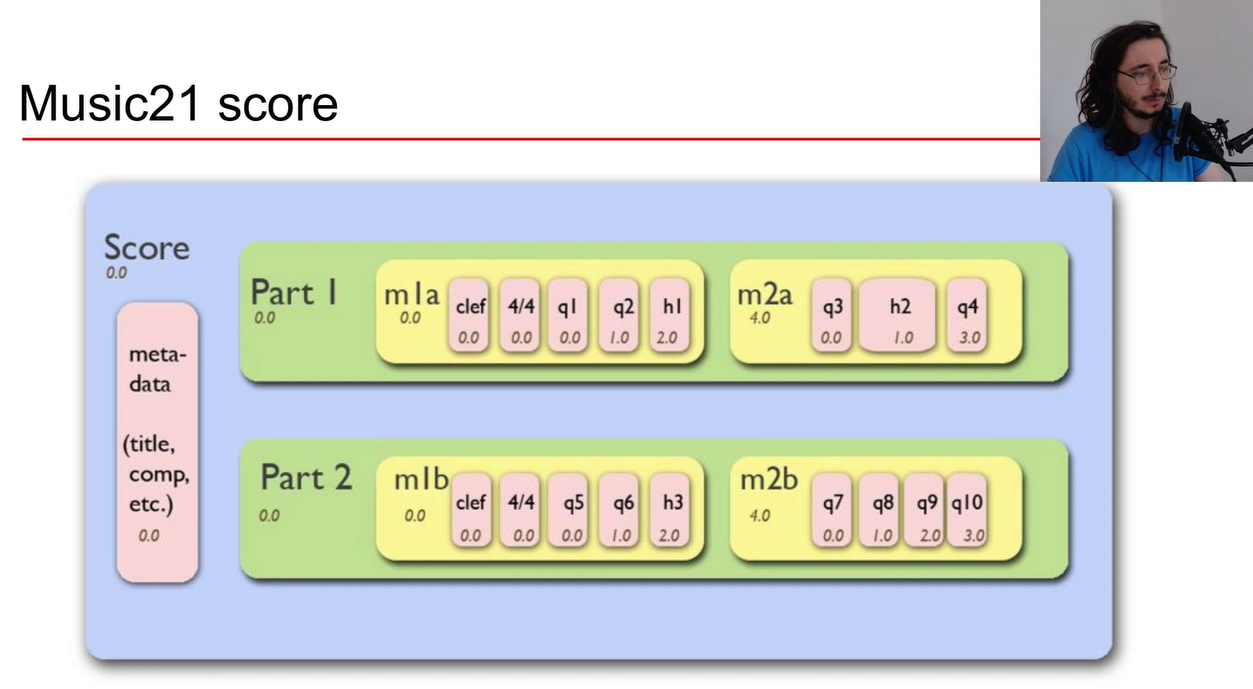 Music21 score
Score
0.0
meta-
data
(title,
comp,
etc.)
0.0
Part 1
0.0
m1a
0.0
clef
0.0
4/4
0.0
q1
0.0
q2
1.0
h1
2.0
m2a
4.0
q3
0.0
h2
1.0
q4
3.0
Part 2
0.0
m1b
0.0
clef
0.0
4/4
0.0
q5
0.0
q6
1.0
h3
2.0
m2b
4.0
q7
0.0
q8
1.0
q9
2.0
q10
3.0